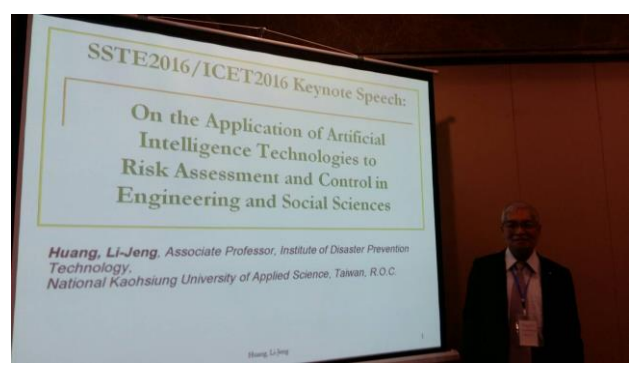 SSTE2016/ICET2016 Keynote Speech:
On the Application of Artificial
Intelligence Technologies to
Risk Assessment and Control in
Engineering and Social Sciences
Huang, Li-Jeng, Associate Professor, Institute of Disaster Prevention
Technology,
National Kaohsiung University of Applied Science, Taiwan, R.O.C.
Huang, Li-Jeng
1